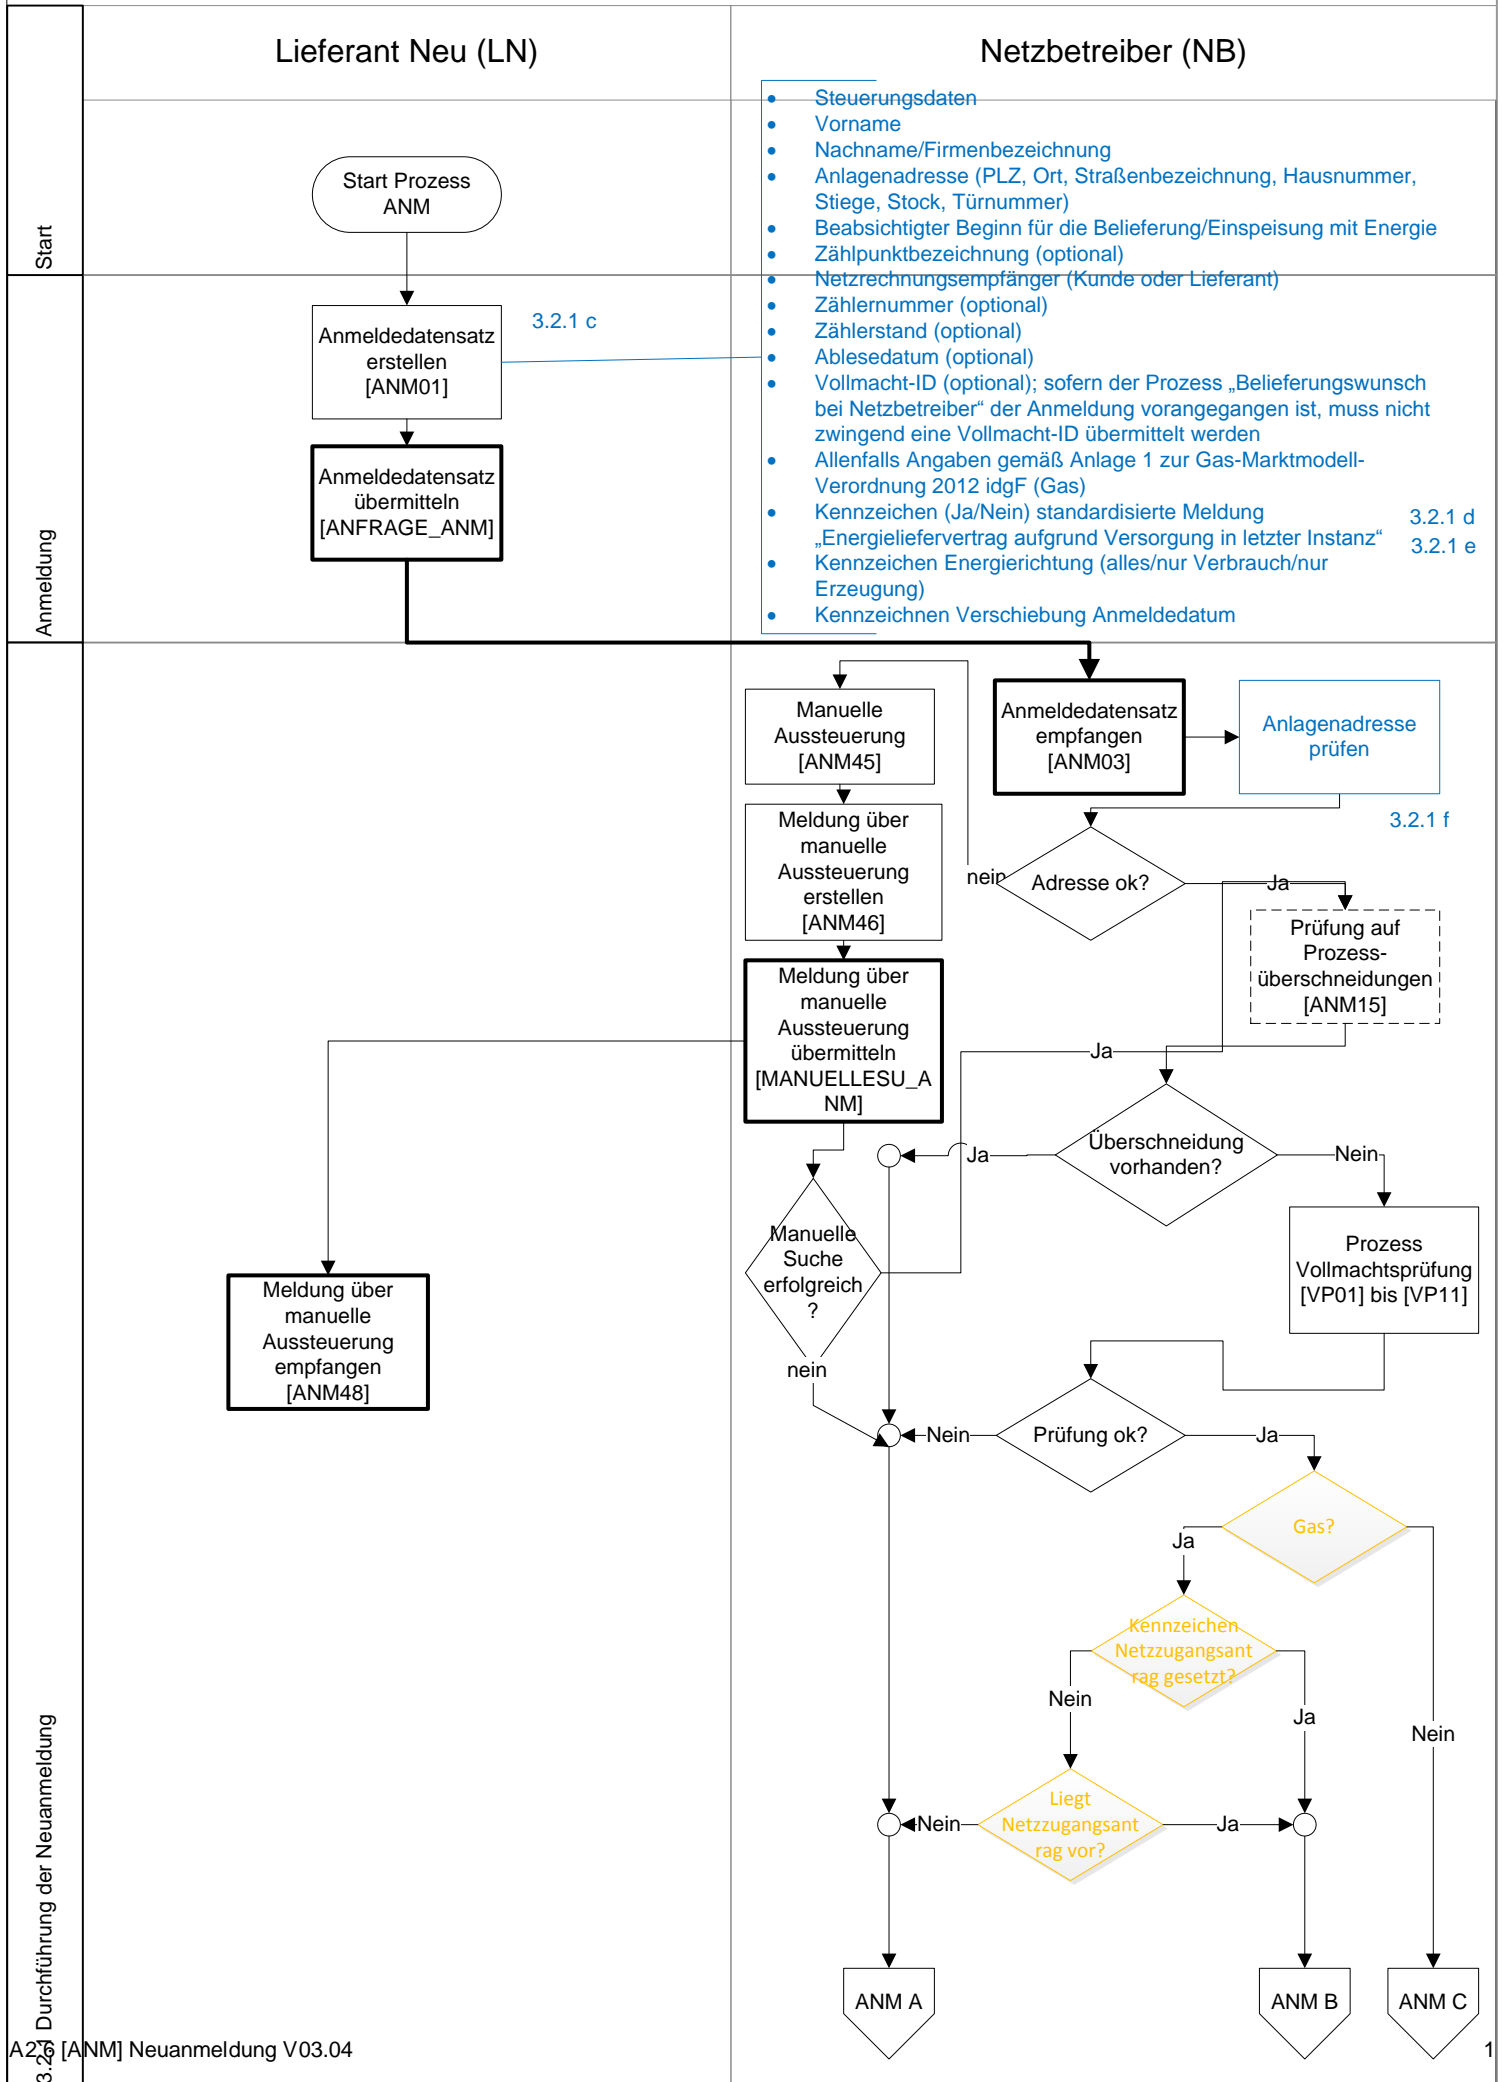 Lieferant Neu (LN)
Netzbetreiber (NB)
Start
Start Prozess
ANM
• Steuerungsdaten
• Vorname
• Nachname/Firmenbezeichnung
• Anlagenadresse (PLZ, Ort, Straßenbezeichnung, Hausnummer,
Stiege, Stock, Türnummer)
• Beabsichtigter Beginn für die Belieferung/Einspeisung mit Energie
• Zählpunktbezeichnung (optional)
• Netzrechnungsempfänger (Kunde oder Lieferant)
• Zählernummer (optional)
• Zählerstand (optional)
• Ablesedatum (optional)
• Vollmacht-ID (optional); sofern der Prozess „Belieferungswunsch
bei Netzbetreiber“ der Anmeldung vorangegangen ist, muss nicht
zwingend eine Vollmacht-ID übermittelt werden
• Allenfalls Angaben gemäß Anlage 1 zur Gas-Marktmodell-
Verordnung 2012 idgF (Gas)
• Kennzeichen (Ja/Nein) standardisierte Meldung
„Energieliefervertrag aufgrund Versorgung in letzter Instanz“
• Kennzeichen Energierichtung (alles/nur Verbrauch/nur
Erzeugung)
• Kennzeichnen Verschiebung Anmeldedatum
3.2.1 d
3.2.1 e
Anmeldung
Anmeldedatensatz
erstellen
[ANM01]
3.2.1 c
Anmeldedatensatz
übermitteln
[ANFRAGE_ANM]
3.2.1 Durchführung der Neuanmeldung
Manuelle
Aussteuerung
[ANM45]
Anmeldedatensatz
empfangen
[ANM03]
Anlagenadresse
prüfen
3.2.1 f
Meldung über
manuelle
Aussteuerung
erstellen
[ANM46]
nein
Adresse ok?
Ja
Prüfung auf
Prozess-
überschneidungen
[ANM15]
Meldung über
manuelle
Aussteuerung
übermitteln
[MANUELLESU_A
NM]
Ja
Ja
Überschneidung
vorhanden?
Nein
Manuelle
Suche
erfolgreich
?
nein
Prozess
Vollmachtsprüfung
[VP01] bis [VP11]
Meldung über
manuelle
Aussteuerung
empfangen
[ANM48]
Nein
Prüfung ok?
Ja
Gas?
Ja
Kennzeichen
Netzzugangsant
rag gesetzt?
Nein
Ja
Nein
Liegt
Netzzugangsant
rag vor?
Nein
Ja
ANM A
ANM B
ANM C
A2.6 [ANM] Neuanmeldung V03.04
1